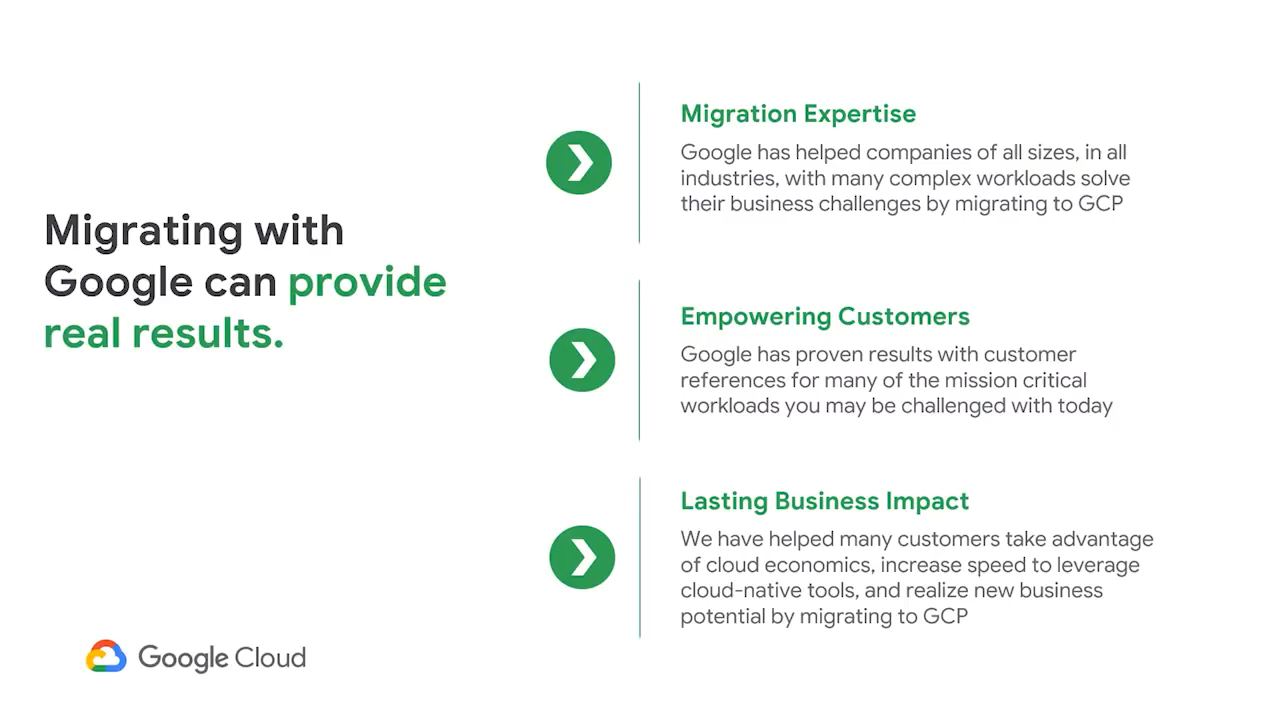 Migrating with
Google can provide
real results.
Migration Expertise
Google has helped companies of all sizes, in all
industries, with many complex workloads solve
their business challenges by migrating to GCP
Empowering Customers
Google has proven results with customer
references for many of the mission critical
workloads you may be challenged with today
Lasting Business Impact
We have helped many customers take advantage
of cloud economics, increase speed to leverage
cloud-native tools, and realize new business
potential by migrating to GCP
Google Cloud